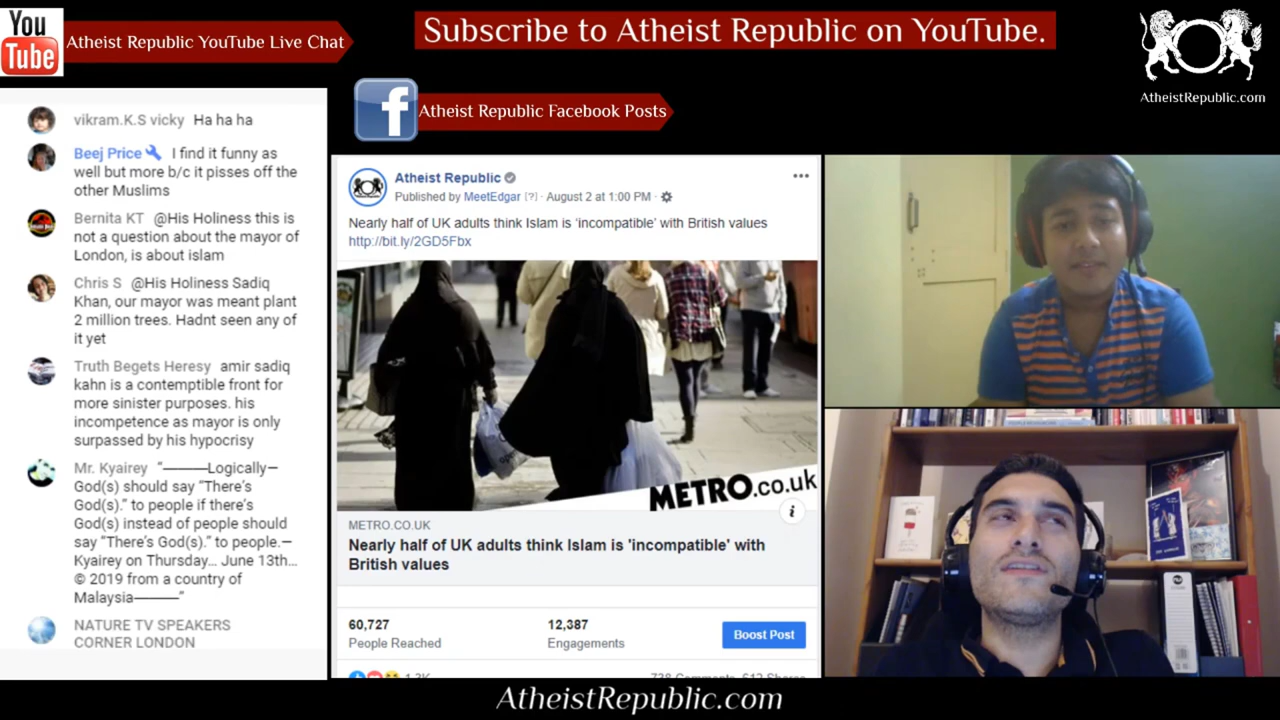 You
Tube
Atheist Republic YouTube Live Chat
Subscribe to Atheist Republic on YouTube.
AtheistRepublic.com
f
Atheist Republic Facebook Posts
vikram.K.S vicky Ha ha ha
Beej Price I find it funny as
well but more b/c it pisses off the
other Muslims
Bernita KT @His Holiness this is
not a question about the mayor of
London, is about islam
Chris S @His Holiness Sadiq
Khan, our mayor was meant plant
2 million trees. Hadnt seen any of
it yet
Truth Begets Heresy amir sadiq
kahn is a contemptible front for
more sinister purposes. his
incompetence as mayor is only
surpassed by his hypocrisy
Mr. Kyairey "———Logically—
God(s) should say “There's
God(s).” to people if there's
God(s) instead of people should
say “There's God(s).” to people.—
Kyairey on Thursday... June 13th...
© 2019 from a country of
Malaysia———”
NATURE TV SPEAKERS
CORNER LONDON
Atheist Republic
Published by MeetEdgar [?] · August 2 at 1:00 PM ·
Nearly half of UK adults think Islam is ‘incompatible’ with British values
http://bit.ly/2GD5Fbx
METRO.co.uk
i
METRO.CO.UK
Nearly half of UK adults think Islam is 'incompatible' with
British values
60,727
People Reached
12,387
Engagements
Boost Post
1.3K
738 Comments 512 Shares
AtheistRepublic.com